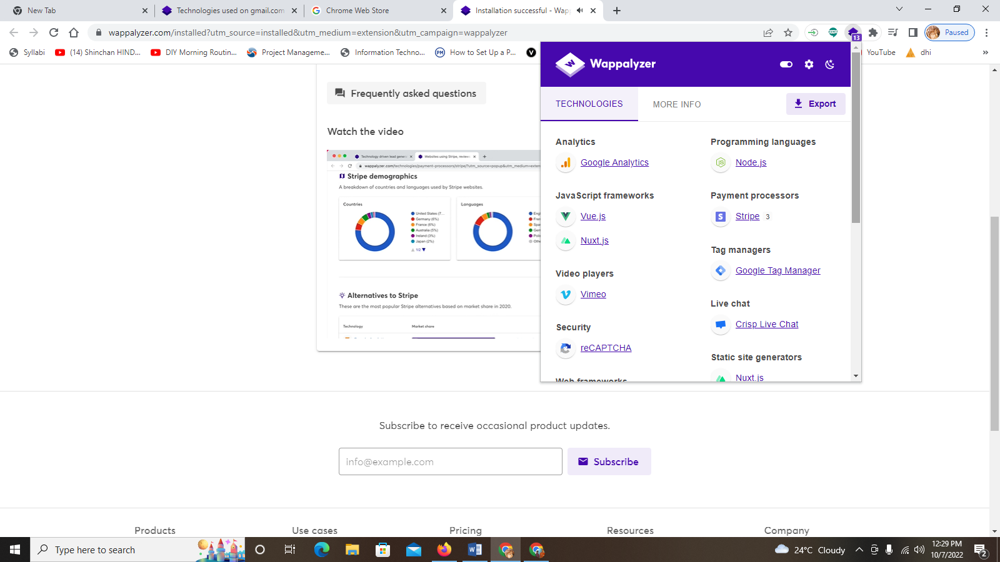 New Tab
Technologies used on gmail.com
Chrome Web Store
Installation successful - Wap
wappalyzer.com/installed?utm_source=installed&utm_medium=extension&utm_campaign=wappalyzer
13
Paused
Syllabi
(14) Shinchan HIND...
DIY Morning Routin...
Project Manageme...
Information Techno...
PM
How to Set Up a P...
V
YouTube
dhi
»
Wappalyzer
TECHNOLOGIES
MORE INFO
Export
Analytics
Google Analytics
JavaScript frameworks
Vue.js
Nuxt.js
Video players
Vimeo
Security
reCAPTCHA
Web frameworks
Programming languages
Node.js
Payment processors
Stripe 3
Tag managers
Google Tag Manager
Live chat
Crisp Live Chat
Static site generators
Nuxt.js
Frequently asked questions
Watch the video
Technology driven lead gener
Websites using Stripe, review
wappalyzer.com/technologies/payment-processors/stripe/?utm_source=popup&utm_medium=exten
Stripe demographics
A breakdown of countries and languages used by Stripe websites.
Countries
United States (7...
Germany (6%)
France (6%)
Australia (5%)
Ireland (3%)
Japan (2%)
1/2
Languages
Alternatives to Stripe
These are the most popular Stripe alternatives based on market share in 2020.
Technology
Market share
Subscribe to receive occasional product updates.
info@example.com
Subscribe
Products
Use cases
Pricing
Resources
Company
Type here to search
24°C Cloudy
12:29 PM
10/7/2022
2